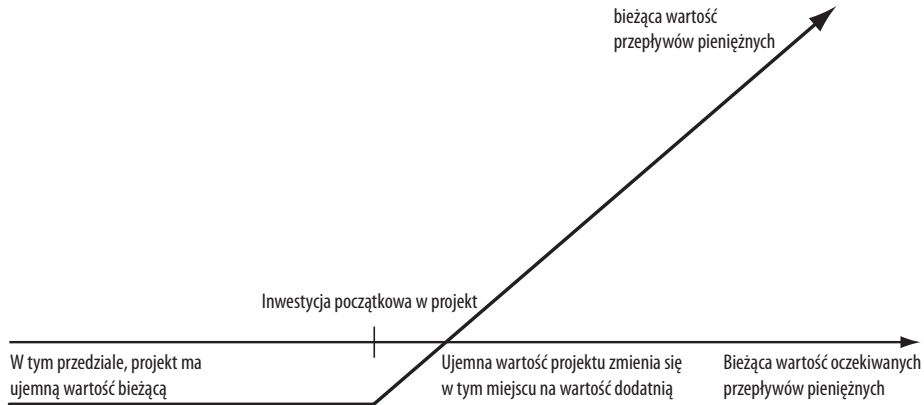 bieżąca wartość
przepływów pieniężnych
Inwestycja początkowa w projekt
W tym przedziale, projekt ma
ujemną wartość bieżącą
Ujemna wartość projektu zmienia się
w tym miejscu na wartość dodatnią
Bieżąca wartość oczekiwanych
przepływów pieniężnych